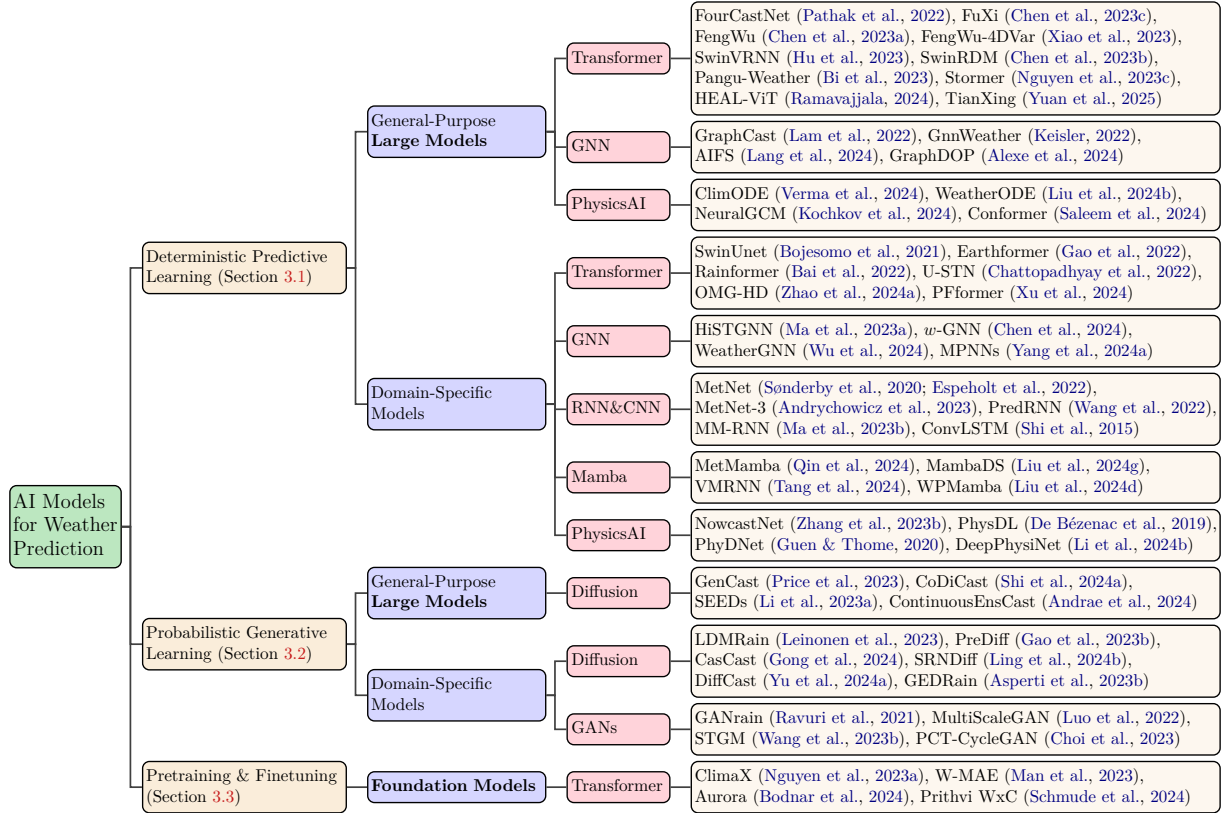 AI Models
for Weather
Prediction
Deterministic Predictive
Learning (Section 3.1)
General-Purpose
Large Models
Transformer
FourCastNet (Pathak et al., 2022), FuXi (Chen et al., 2023c),
FengWu (Chen et al., 2023a), FengWu-4DVar (Xiao et al., 2023),
SwinVRNN (Hu et al., 2023), SwinRDM (Chen et al., 2023b),
Pangu-Weather (Bi et al., 2023), Stormer (Nguyen et al., 2023c),
HEAL-ViT (Ramavajjala, 2024), TianXing (Yuan et al., 2025)
GNN
GraphCast (Lam et al., 2022), GnnWeather (Keisler, 2022),
AIFS (Lang et al., 2024), GraphDOP (Alexe et al., 2024)
PhysicsAI
ClimODE (Verma et al., 2024), WeatherODE (Liu et al., 2024b),
NeuralGCM (Kochkov et al., 2024), Conformer (Saleem et al., 2024)
Domain-Specific
Models
Transformer
SwinUnet (Bojesomo et al., 2021), Earthformer (Gao et al., 2022),
Rainformer (Bai et al., 2022), U-STN (Chattopadhyay et al., 2022),
OMG-HD (Zhao et al., 2024a), PFformer (Xu et al., 2024)
GNN
HiSTGNN (Ma et al., 2023a), w-GNN (Chen et al., 2024),
WeatherGNN (Wu et al., 2024), MPNNs (Yang et al., 2024a)
RNN&CNN
MetNet (Sønderby et al., 2020; Espeholt et al., 2022),
MetNet-3 (Andrychowicz et al., 2023), PredRNN (Wang et al., 2022),
MM-RNN (Ma et al., 2023b), ConvLSTM (Shi et al., 2015)
Mamba
MetMamba (Qin et al., 2024), MambaDS (Liu et al., 2024g),
VMRNN (Tang et al., 2024), WPMamba (Liu et al., 2024d)
PhysicsAI
NowcastNet (Zhang et al., 2023b), PhysDL (De Bézenac et al., 2019),
PhyDNet (Guen & Thome, 2020), DeepPhysiNet (Li et al., 2024b)
Probabilistic Generative
Learning (Section 3.2)
General-Purpose
Large Models
Diffusion
GenCast (Price et al., 2023), CoDiCast (Shi et al., 2024a),
SEEDs (Li et al., 2023a), ContinuousEnsCast (Andrae et al., 2024)
Domain-Specific
Models
Diffusion
LDMRain (Leinonen et al., 2023), PreDiff (Gao et al., 2023b),
CasCast (Gong et al., 2024), SRNDiff (Ling et al., 2024b),
DiffCast (Yu et al., 2024a), GEDRain (Asperti et al., 2023b)
GANs
GANrain (Ravuri et al., 2021), MultiScaleGAN (Luo et al., 2022),
STGM (Wang et al., 2023b), PCT-CycleGAN (Choi et al., 2023)
Pretraining & Finetuning
(Section 3.3)
Foundation Models
Transformer
ClimaX (Nguyen et al., 2023a), W-MAE (Man et al., 2023),
Aurora (Bodnar et al., 2024), Prithvi WxC (Schmude et al., 2024)